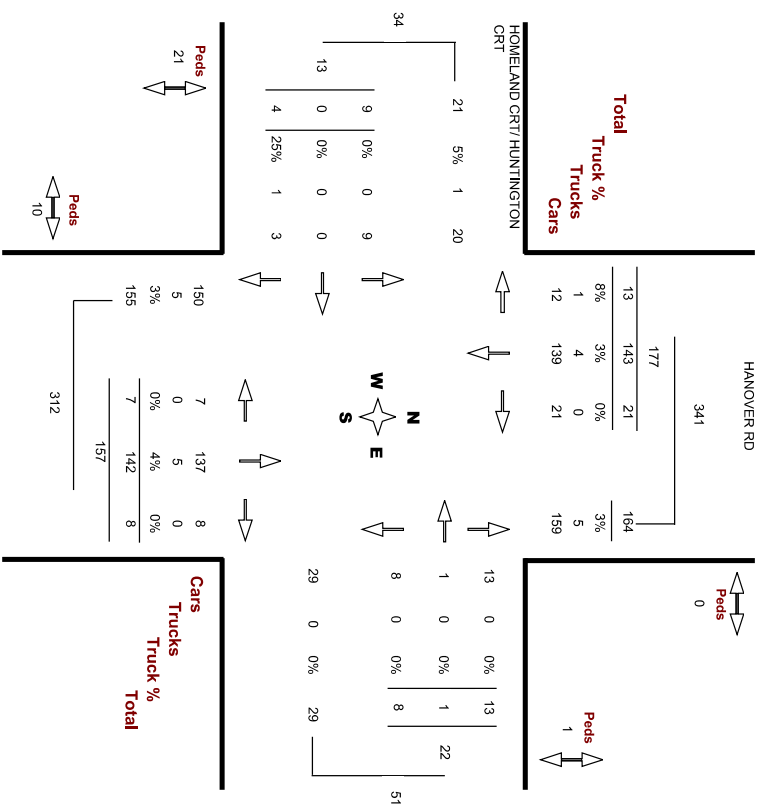 HANOVER RD
Peds
341
0
177
Total 13 143 21 164
Truck % 8% 3% 0% 3%
Peds
Trucks 1 4 0 5
1
Cars 12 139 21 159
HOMELAND CRT/ HUNTINGTON
CRT
13 0 0% 13
21 5% 1 20
1 0 0% 1 22
N
34
8 0 0% 8 51
W E
9 0% 0 9
S
13 0 0% 0 0
29 0 0% 29
4 25% 1 3
Peds 150 7 137 8 Cars
21 5 0 5 0 Trucks
3% 0% 4% 0% Truck %
155 7 142 8 Total
157
Peds
312
10